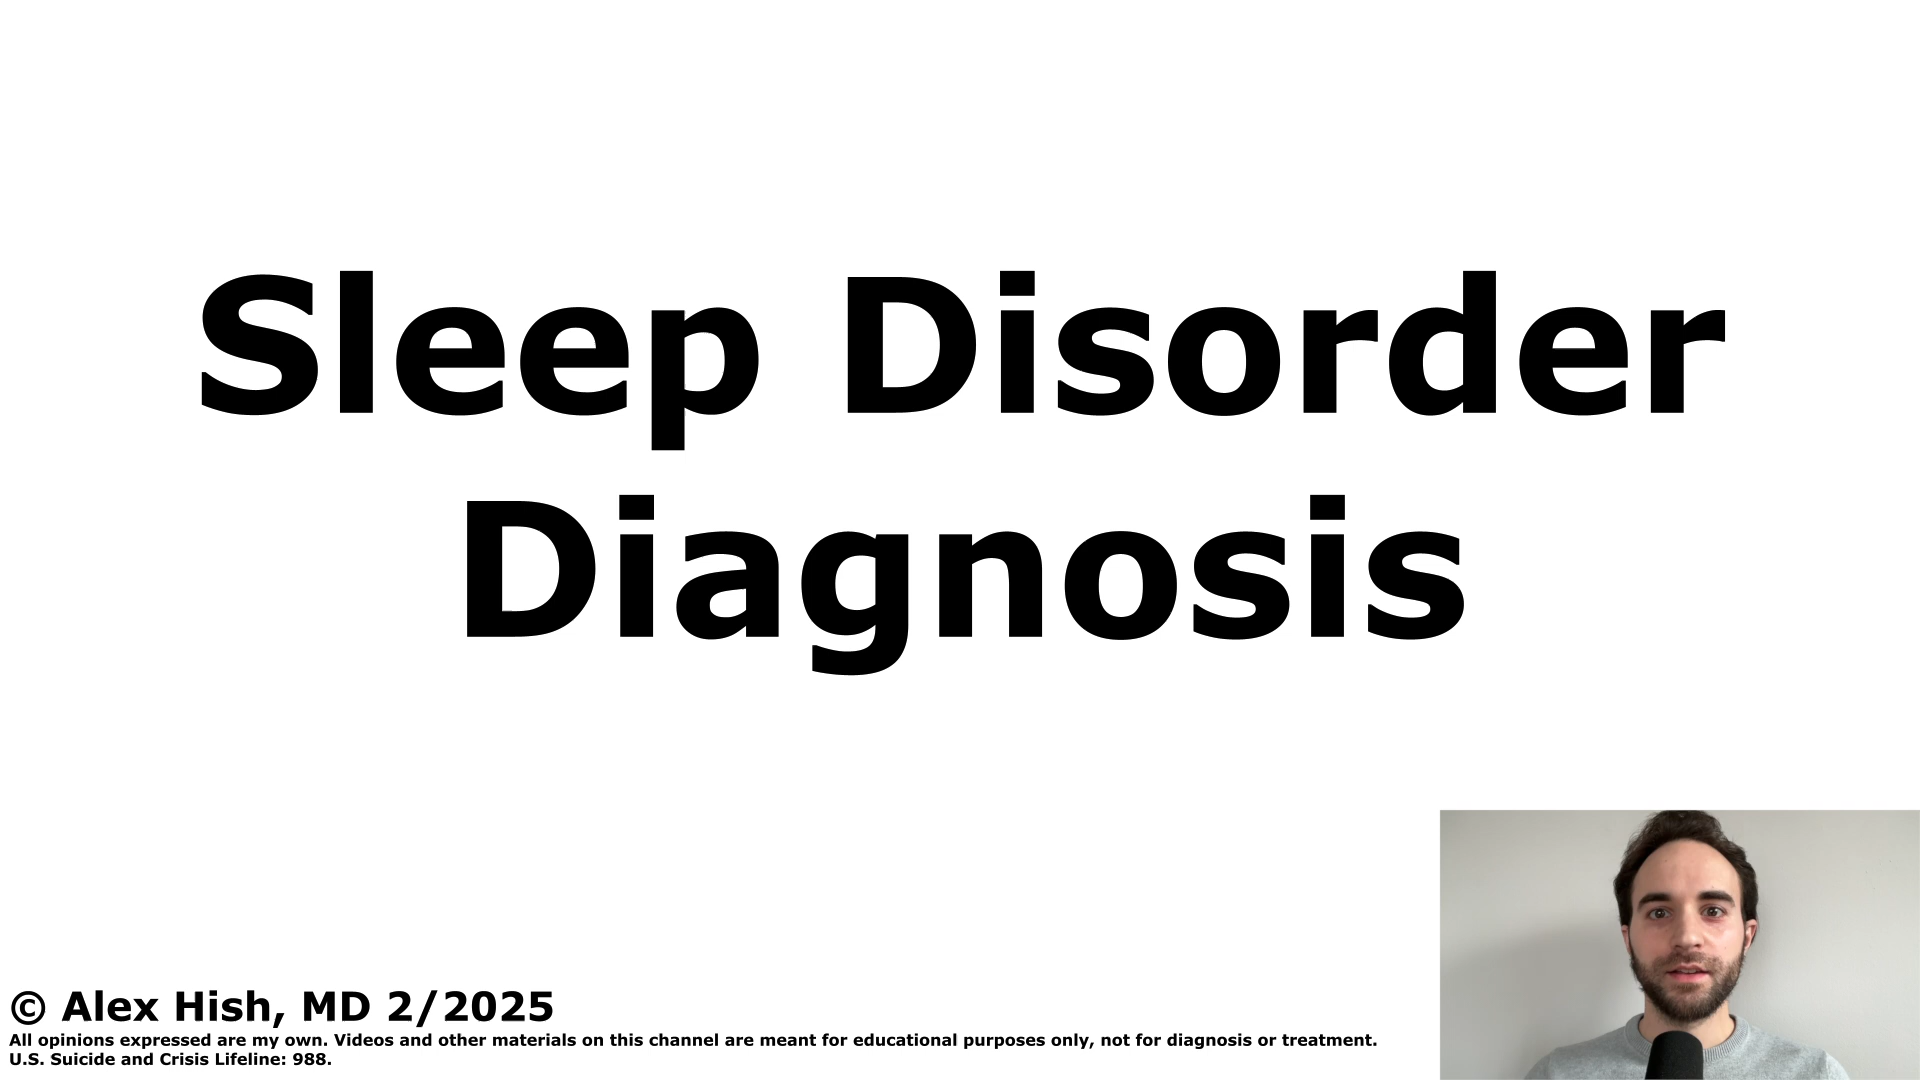 Sleep Disorder
Diagnosis
© Alex Hish, MD 2/2025
All opinions expressed are my own. Videos and other materials on this channel are meant for educational purposes only, not for diagnosis or treatment.
U.S. Suicide and Crisis Lifeline: 988.